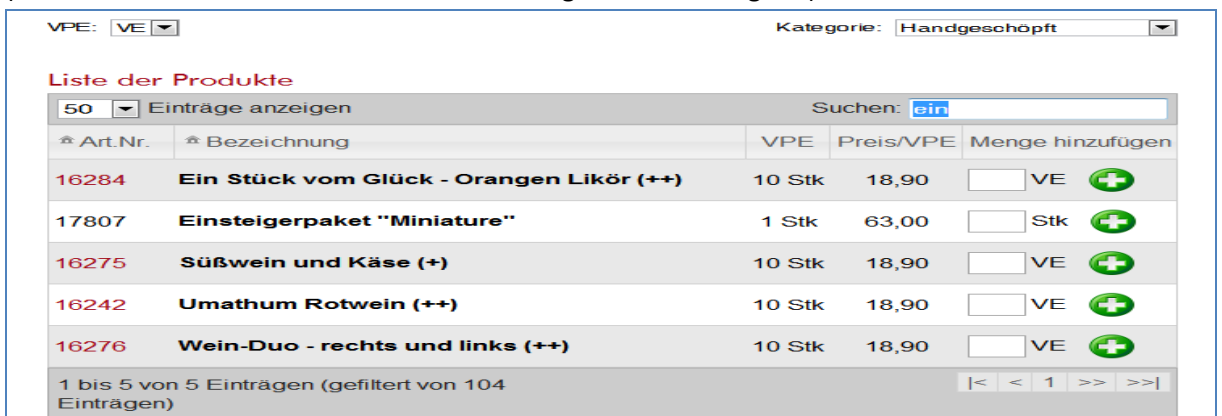 VPE: VE Kategorie: Handgeschöpft
Liste der Produkte
50 Einträge anzeigen Suchen: ein
Art.Nr. Bezeichnung VPE Preis/VPE Menge hinzufügen
16284 Ein Stück vom Glück - Orangen Likör (++) 10 Stk 18,90 VE
17807 Einsteigerpaket "Miniature" 1 Stk 63,00 Stk
16275 Süßwein und Käse (+) 10 Stk 18,90 VE
16242 Umathum Rotwein (++) 10 Stk 18,90 VE
16276 Wein-Duo - rechts und links (++) 10 Stk 18,90 VE
1 bis 5 von 5 Einträgen (gefiltert von 104 |< < 1 >> >>|
Einträgen)